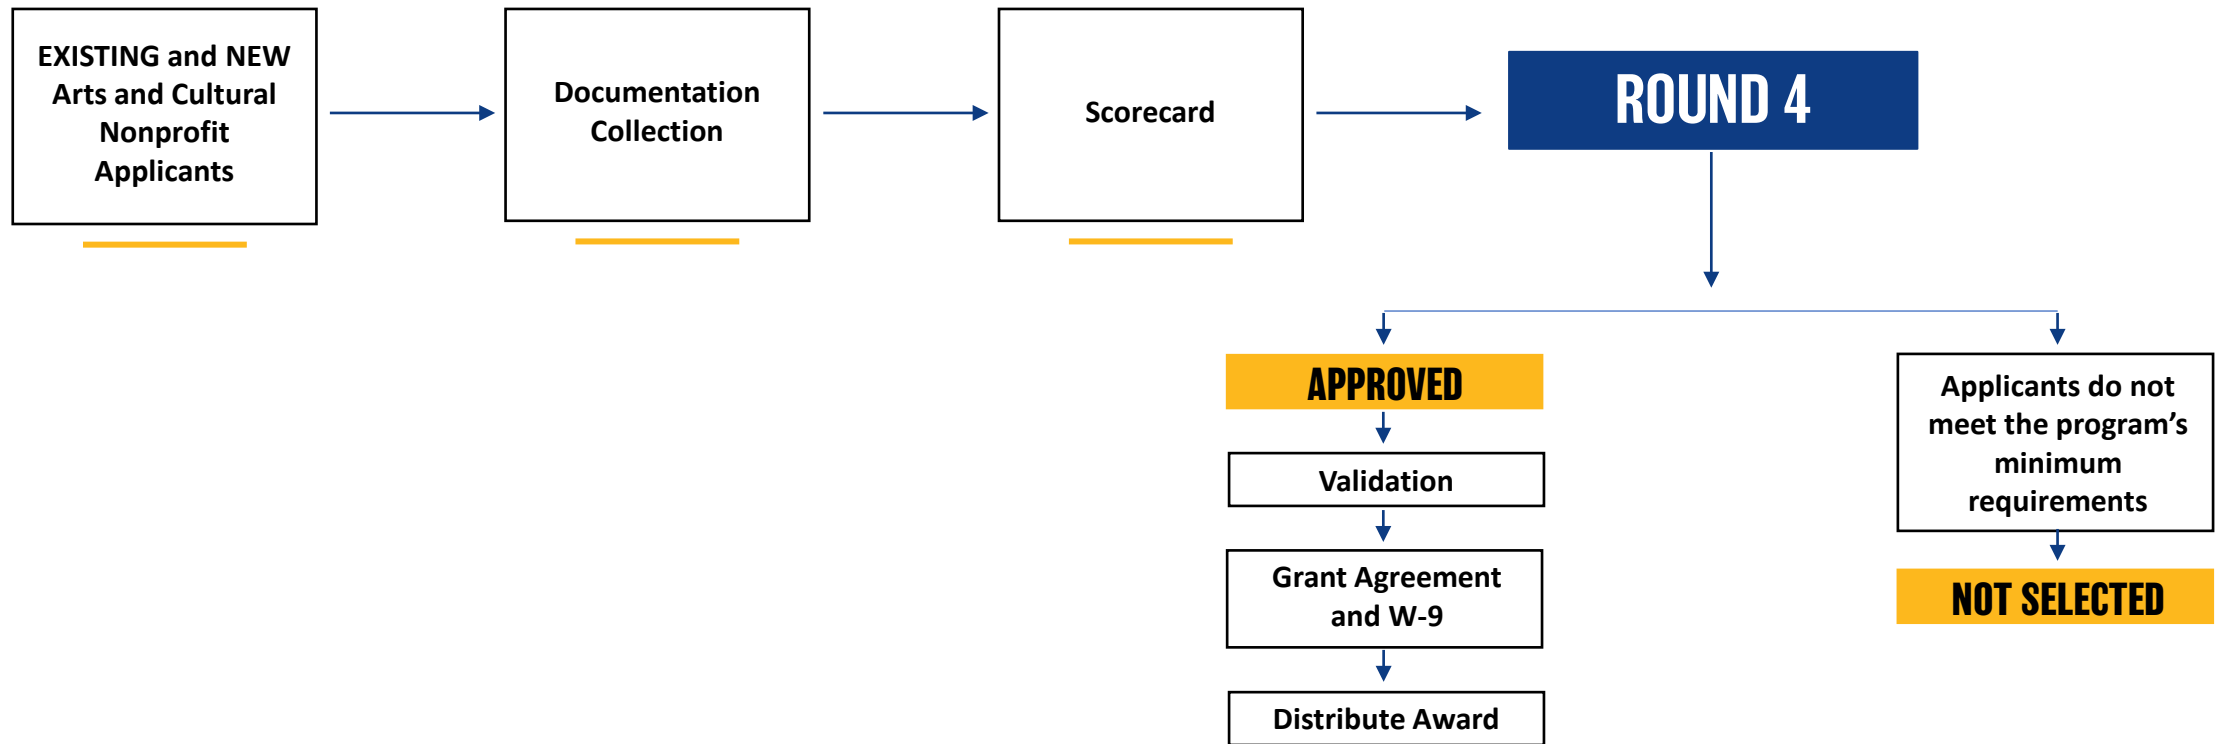 EXISTING and NEW
Arts and Cultural
Nonprofit
Applicants
Documentation
Collection
Scorecard
ROUND 4
APPROVED
Validation
Grant Agreement
and W-9
Distribute Award
Applicants do not
meet the program’s
minimum
requirements
NOT SELECTED